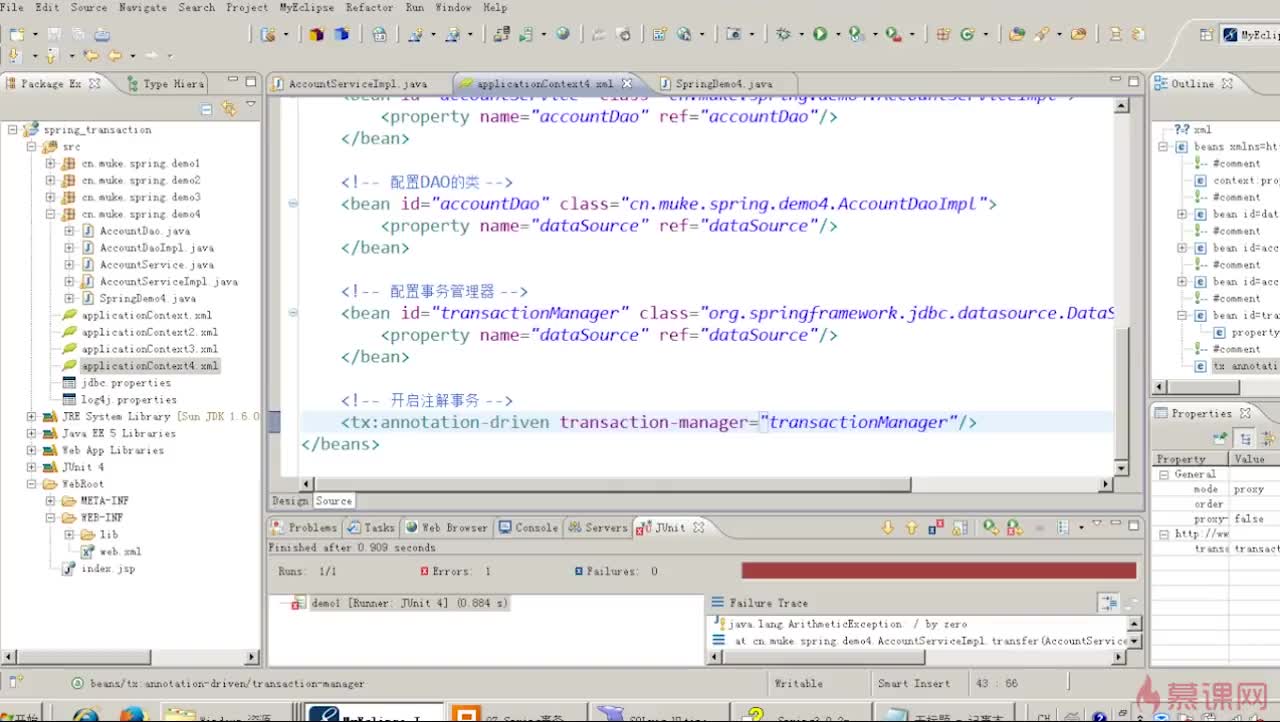 File Edit Source Navigate Search Project MyEclipse Refactor Run Window Help
MyEcli
Package Ex
Type Hiera
AccountServiceImpl.java
applicationContext4.xml
SpringDemo4.java
Outline
spring_transaction
src
cn.muke.spring.demo1
cn.muke.spring.demo2
cn.muke.spring.demo3
cn.muke.spring.demo4
AccountDao.java
AccountDaoImpl.java
AccountService.java
AccountServiceImpl.java
SpringDemo4.java
applicationContext.xml
applicationContext2.xml
applicationContext3.xml
applicationContext4.xml
jdbc.properties
log4j.properties
JRE System Library [Sun JDK 1.6.0
Java EE 5 Libraries
Web App Libraries
JUnit 4
WebRoot
META-INF
WEB-INF
lib
web.xml
index.jsp
<bean id="accountService" class="cn.muke.spring.demo4.AccountServiceImpl">
<property name="accountDao" ref="accountDao"/>
</bean>
<!-- 配置DAO的类 -->
<bean id="accountDao" class="cn.muke.spring.demo4.AccountDaoImpl">
<property name="dataSource" ref="dataSource"/>
</bean>
<!-- 配置事务管理器 -->
<bean id="transactionManager" class="org.springframework.jdbc.datasource.DataS
<property name="dataSource" ref="dataSource"/>
</bean>
<!-- 开启注解事务 -->
<tx:annotation-driven transaction-manager="transactionManager"/>
</beans>
Design Source
?-? xml
beans xmlns=ht
#comment
context:prop
#comment
bean id=dat
#comment
bean id=acc
#comment
bean id=acc
#comment
bean id=tra
property
#comment
tx:annotati
Properties
Property Value
General
mode proxy
order
proxy- false
http://ww
transa transact
Problems Tasks Web Browser Console Servers JUnit
Finished after 0.909 seconds
Runs: 1/1 Errors: 1 Failures: 0
demo1 [Runner: JUnit 4] (0.884 s)
Failure Trace
java.lang.ArithmeticException: / by zero
at cn.muke.spring.demo4.AccountServiceImpl.transfer(AccountService
beans/tx:annotation-driven/transaction-manager
Writable
Smart Insert
43 : 66
慕课网
开始
CH